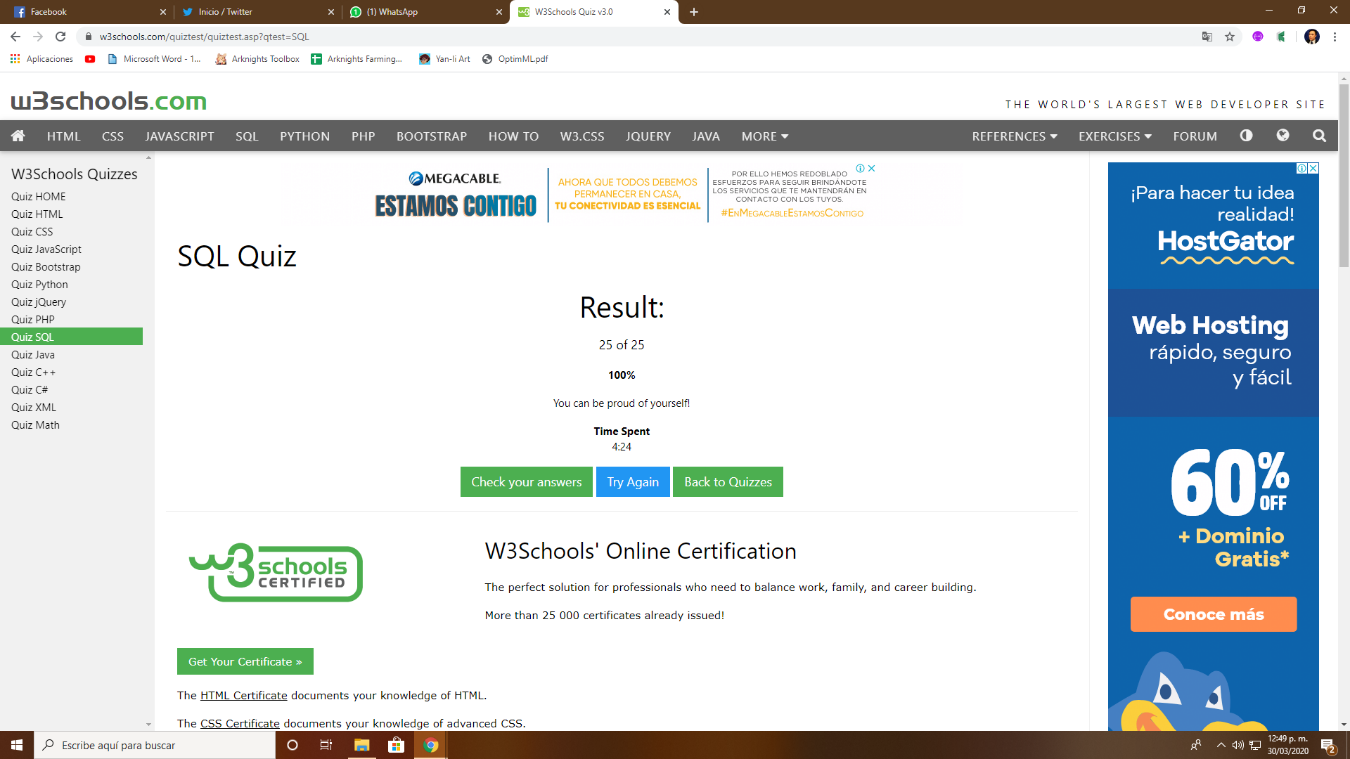 Facebook
Inicio / Twitter
(1) WhatsApp
W3Schools Quiz v3.0
w3schools.com/quiztest/quiztest.asp?qtest=SQL
Aplicaciones
Microsoft Word - 1...
Arknights Toolbox
Arknights Farming...
Yan-li Art
OptimML.pdf
w3schools.com
THE WORLD'S LARGEST WEB DEVELOPER SITE
HTML CSS JAVASCRIPT SQL PYTHON PHP BOOTSTRAP HOW TO W3.CSS JQUERY JAVA MORE REFERENCES EXERCISES FORUM
W3Schools Quizzes
Quiz HOME
Quiz HTML
Quiz CSS
Quiz JavaScript
Quiz Bootstrap
Quiz Python
Quiz jQuery
Quiz PHP
Quiz SQL
Quiz Java
Quiz C++
Quiz C#
Quiz XML
Quiz Math
MEGACABLE
ESTAMOS CONTIGO
AHORA QUE TODOS DEBEMOS
PERMANECER EN CASA,
TU CONECTIVIDAD ES ESENCIAL
POR ELLO HEMOS REDOBLADO
ESFUERZOS PARA SEGUIR BRINDÁNDOTE
LOS SERVICIOS QUE TE MANTENDRÁN EN
CONTACTO CON LOS TUYOS.
#EnMegacableEstamosContigo
SQL Quiz
Result:
25 of 25
100%
You can be proud of yourself!
Time Spent
4:24
Check your answers
Try Again
Back to Quizzes
w3schools
CERTIFIED
W3Schools' Online Certification
The perfect solution for professionals who need to balance work, family, and career building.
More than 25 000 certificates already issued!
Get Your Certificate »
The HTML Certificate documents your knowledge of HTML.
The CSS Certificate documents your knowledge of advanced CSS.
¡Para hacer tu idea
realidad!
HostGator
Web Hosting
rápido, seguro
y fácil
60% OFF
+ Dominio
Gratis*
Conoce más
Escribe aquí para buscar
12:49 p. m.
30/03/2020
2